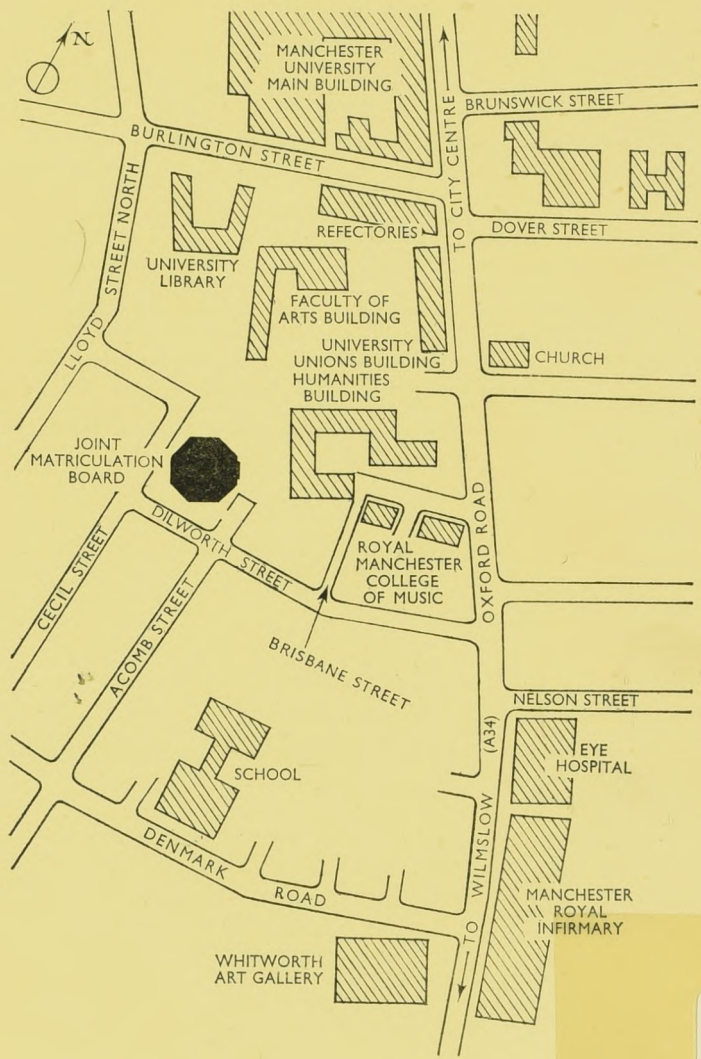 N
MANCHESTER
UNIVERSITY
MAIN BUILDING
BRUNSWICK STREET
BURLINGTON STREET
TO CITY CENTRE
REFECTORIES
DOVER STREET
LLOYD STREET NORTH
UNIVERSITY
LIBRARY
FACULTY OF
ARTS BUILDING
UNIVERSITY
UNIONS BUILDING
HUMANITIES
BUILDING
CHURCH
JOINT
MATRICULATION
BOARD
DILWORTH STREET
ROYAL
MANCHESTER
COLLEGE
OF MUSIC
OXFORD ROAD
CECIL STREET
ACOMB STREET
BRISBANE STREET
NELSON STREET
SCHOOL
EYE
HOSPITAL
TO WILMSLOW (A34)
DENMARK ROAD
MANCHESTER
ROYAL
INFIRMARY
WHITWORTH
ART GALLERY